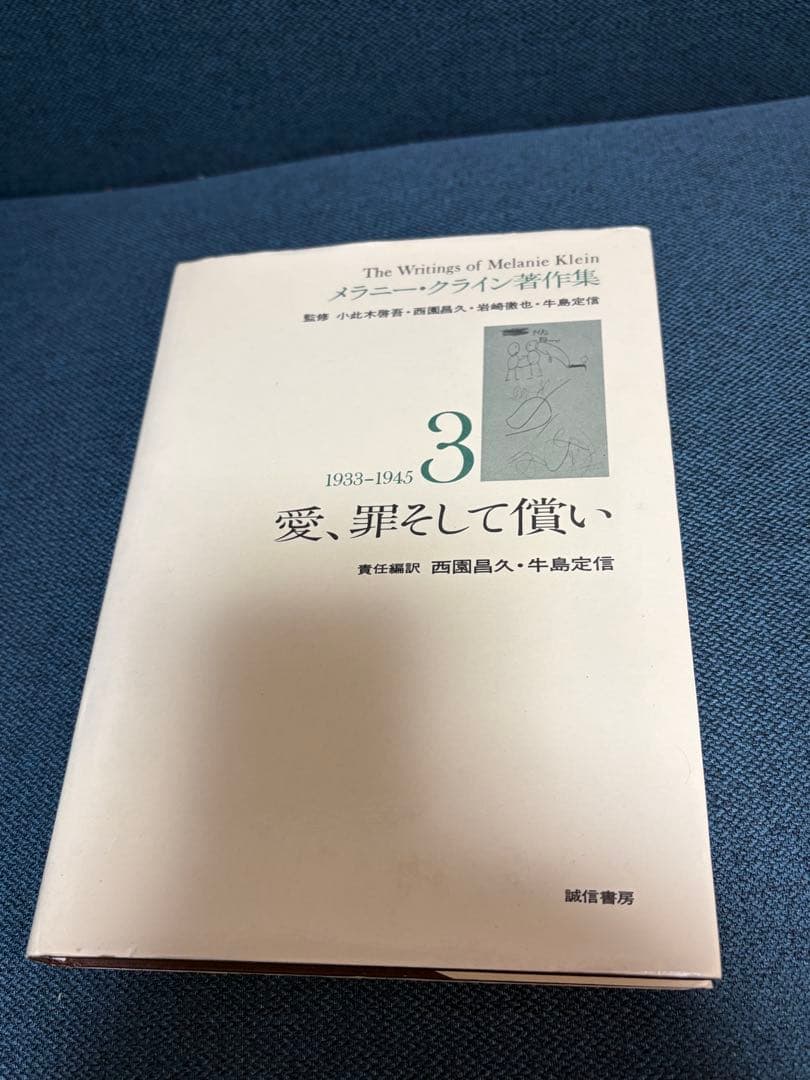 The Writings of Melanie Klein
メラニー・クライン著作集
監修 小此木啓吾・西園昌久・岩崎徹也・牛島定信
3
1933–1945
愛、罪そして償い
責任編訳 西園昌久・牛島定信
誠信書房